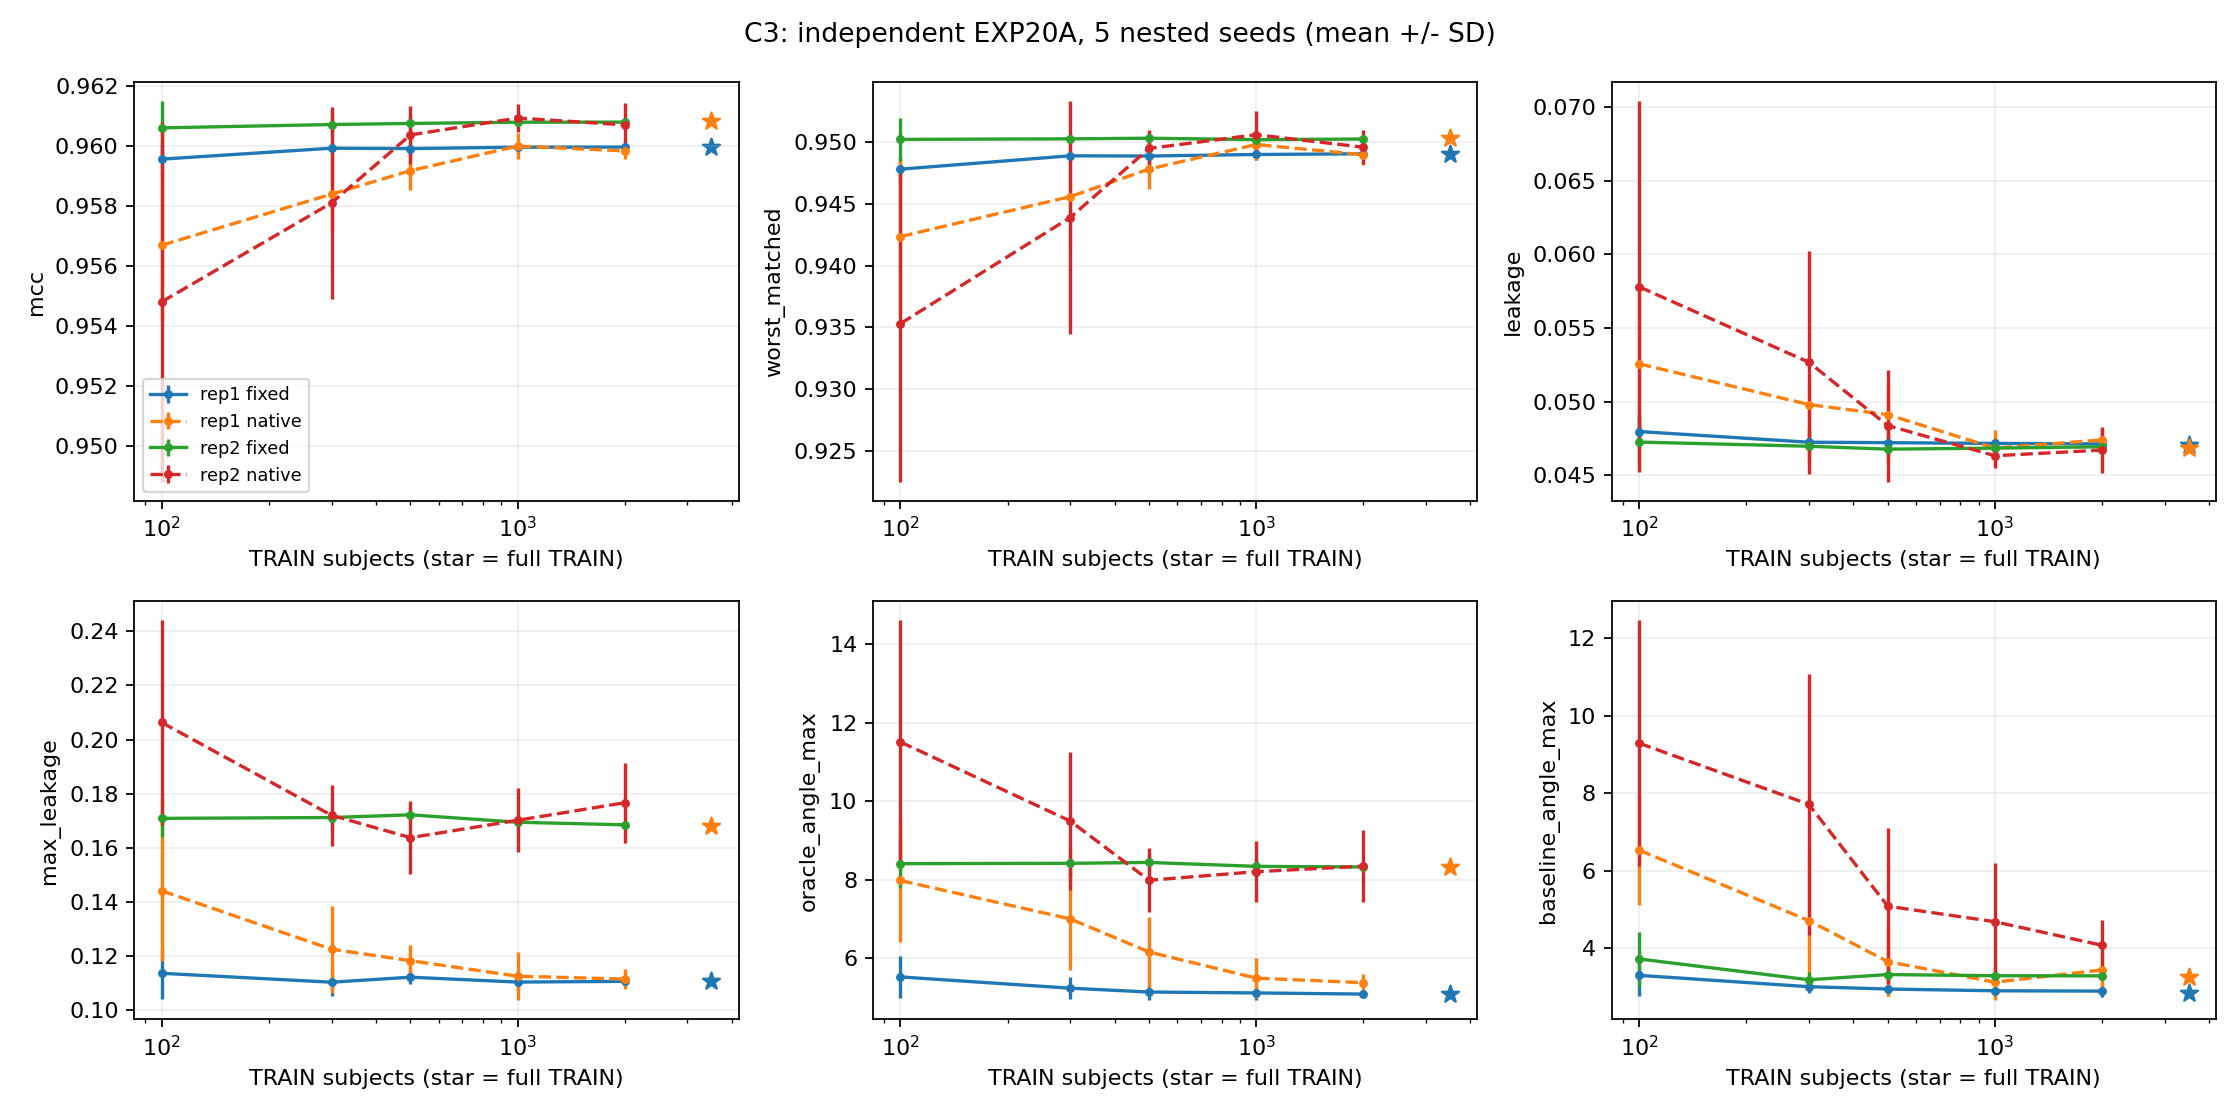 C3: independent EXP20A, 5 nested seeds (mean +/- SD)
mcc
0.962
0.960
0.958
0.956
0.954
0.952
0.950
rep1 fixed
rep1 native
rep2 fixed
rep2 native
10²
10³
TRAIN subjects (star = full TRAIN)
worst_matched
0.950
0.945
0.940
0.935
0.930
0.925
10²
10³
TRAIN subjects (star = full TRAIN)
leakage
0.070
0.065
0.060
0.055
0.050
0.045
10²
10³
TRAIN subjects (star = full TRAIN)
max_leakage
0.24
0.22
0.20
0.18
0.16
0.14
0.12
0.10
10²
10³
TRAIN subjects (star = full TRAIN)
oracle_angle_max
14
12
10
8
6
10²
10³
TRAIN subjects (star = full TRAIN)
baseline_angle_max
12
10
8
6
4
10²
10³
TRAIN subjects (star = full TRAIN)